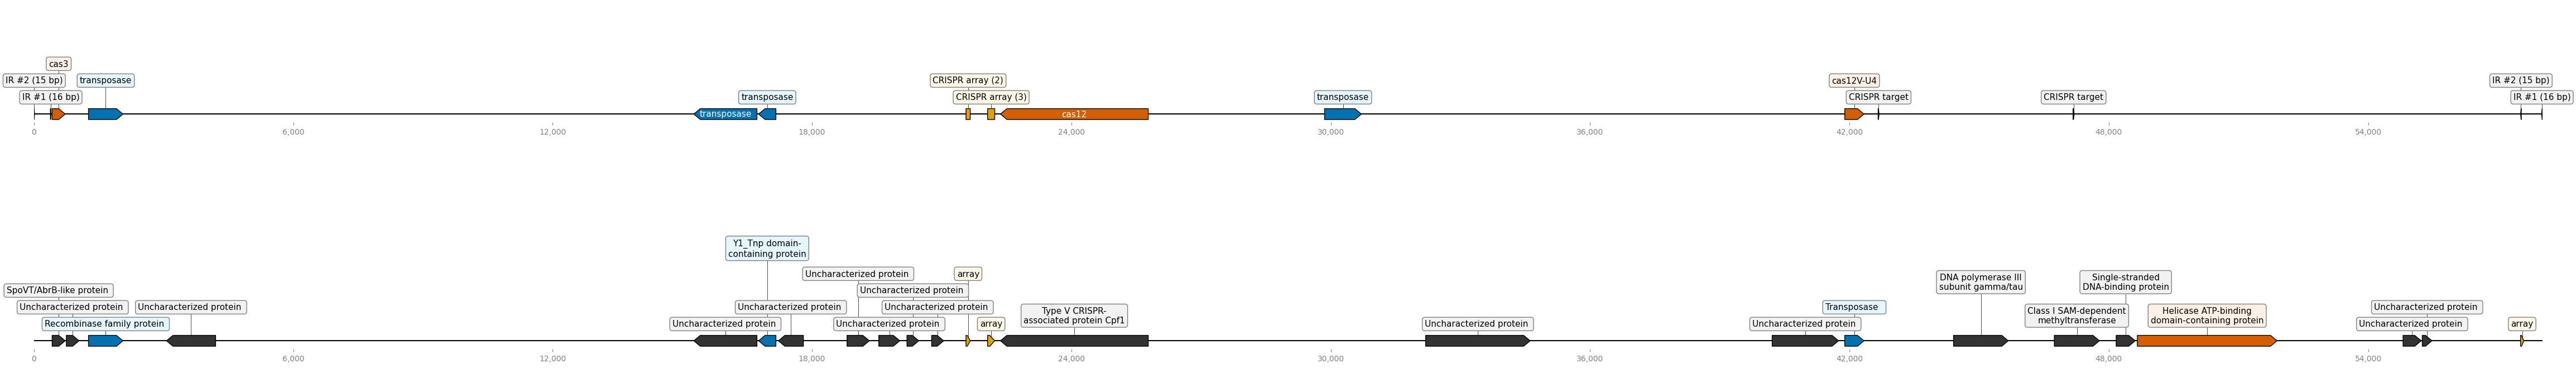 cas3
IR #2 (15 bp)
transposase
CRISPR array (2)
cas12V-U4
IR #2 (15 bp)
IR #1 (16 bp)
transposase
CRISPR array (3)
transposase
CRISPR target
CRISPR target
IR #1 (16 bp)
transposase
cas12
0
6,000
12,000
18,000
24,000
30,000
36,000
42,000
48,000
54,000
Y1_Tnp domain-
containing protein
Uncharacterized protein
array
DNA polymerase III
subunit gamma/tau
Single-stranded
DNA-binding protein
SpoVT/AbrB-like protein
Uncharacterized protein
Uncharacterized protein
Uncharacterized protein
Uncharacterized protein
Uncharacterized protein
Type V CRISPR-
associated protein Cpf1
Transposase
Class I SAM-dependent
methyltransferase
Helicase ATP-binding
domain-containing protein
Uncharacterized protein
Recombinase family protein
Uncharacterized protein
Uncharacterized protein
array
Uncharacterized protein
Uncharacterized protein
Uncharacterized protein
array
0
6,000
12,000
18,000
24,000
30,000
36,000
42,000
48,000
54,000